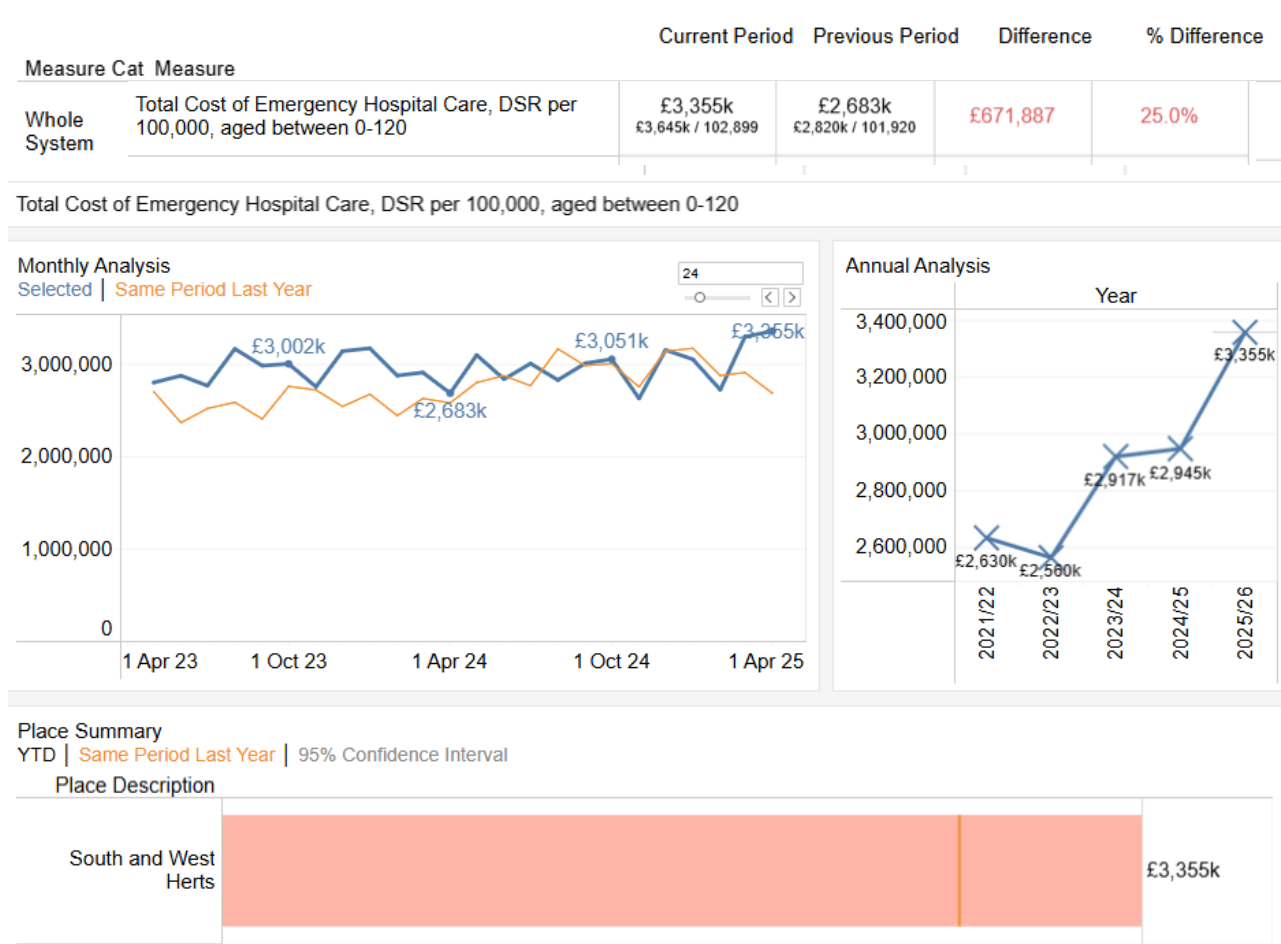 Current Period Previous Period Difference % Difference
Measure Cat Measure
Whole System
Total Cost of Emergency Hospital Care, DSR per
100,000, aged between 0-120
£3,355k
£3,645k / 102,899
£2,683k
£2,820k / 101,920
£671,887
25.0%
Total Cost of Emergency Hospital Care, DSR per 100,000, aged between 0-120
Monthly Analysis
Selected | Same Period Last Year
24
< >
£3,002k
£2,683k
£3,051k
£3,355k
3,000,000
2,000,000
1,000,000
0
1 Apr 23 1 Oct 23 1 Apr 24 1 Oct 24 1 Apr 25
Annual Analysis
Year
3,400,000
3,200,000
3,000,000
2,800,000
2,600,000
£2,630k
£2,560k
£2,917k
£2,945k
£3,355k
2021/22
2022/23
2023/24
2024/25
2025/26
Place Summary
YTD | Same Period Last Year | 95% Confidence Interval
Place Description
South and West
Herts
£3,355k